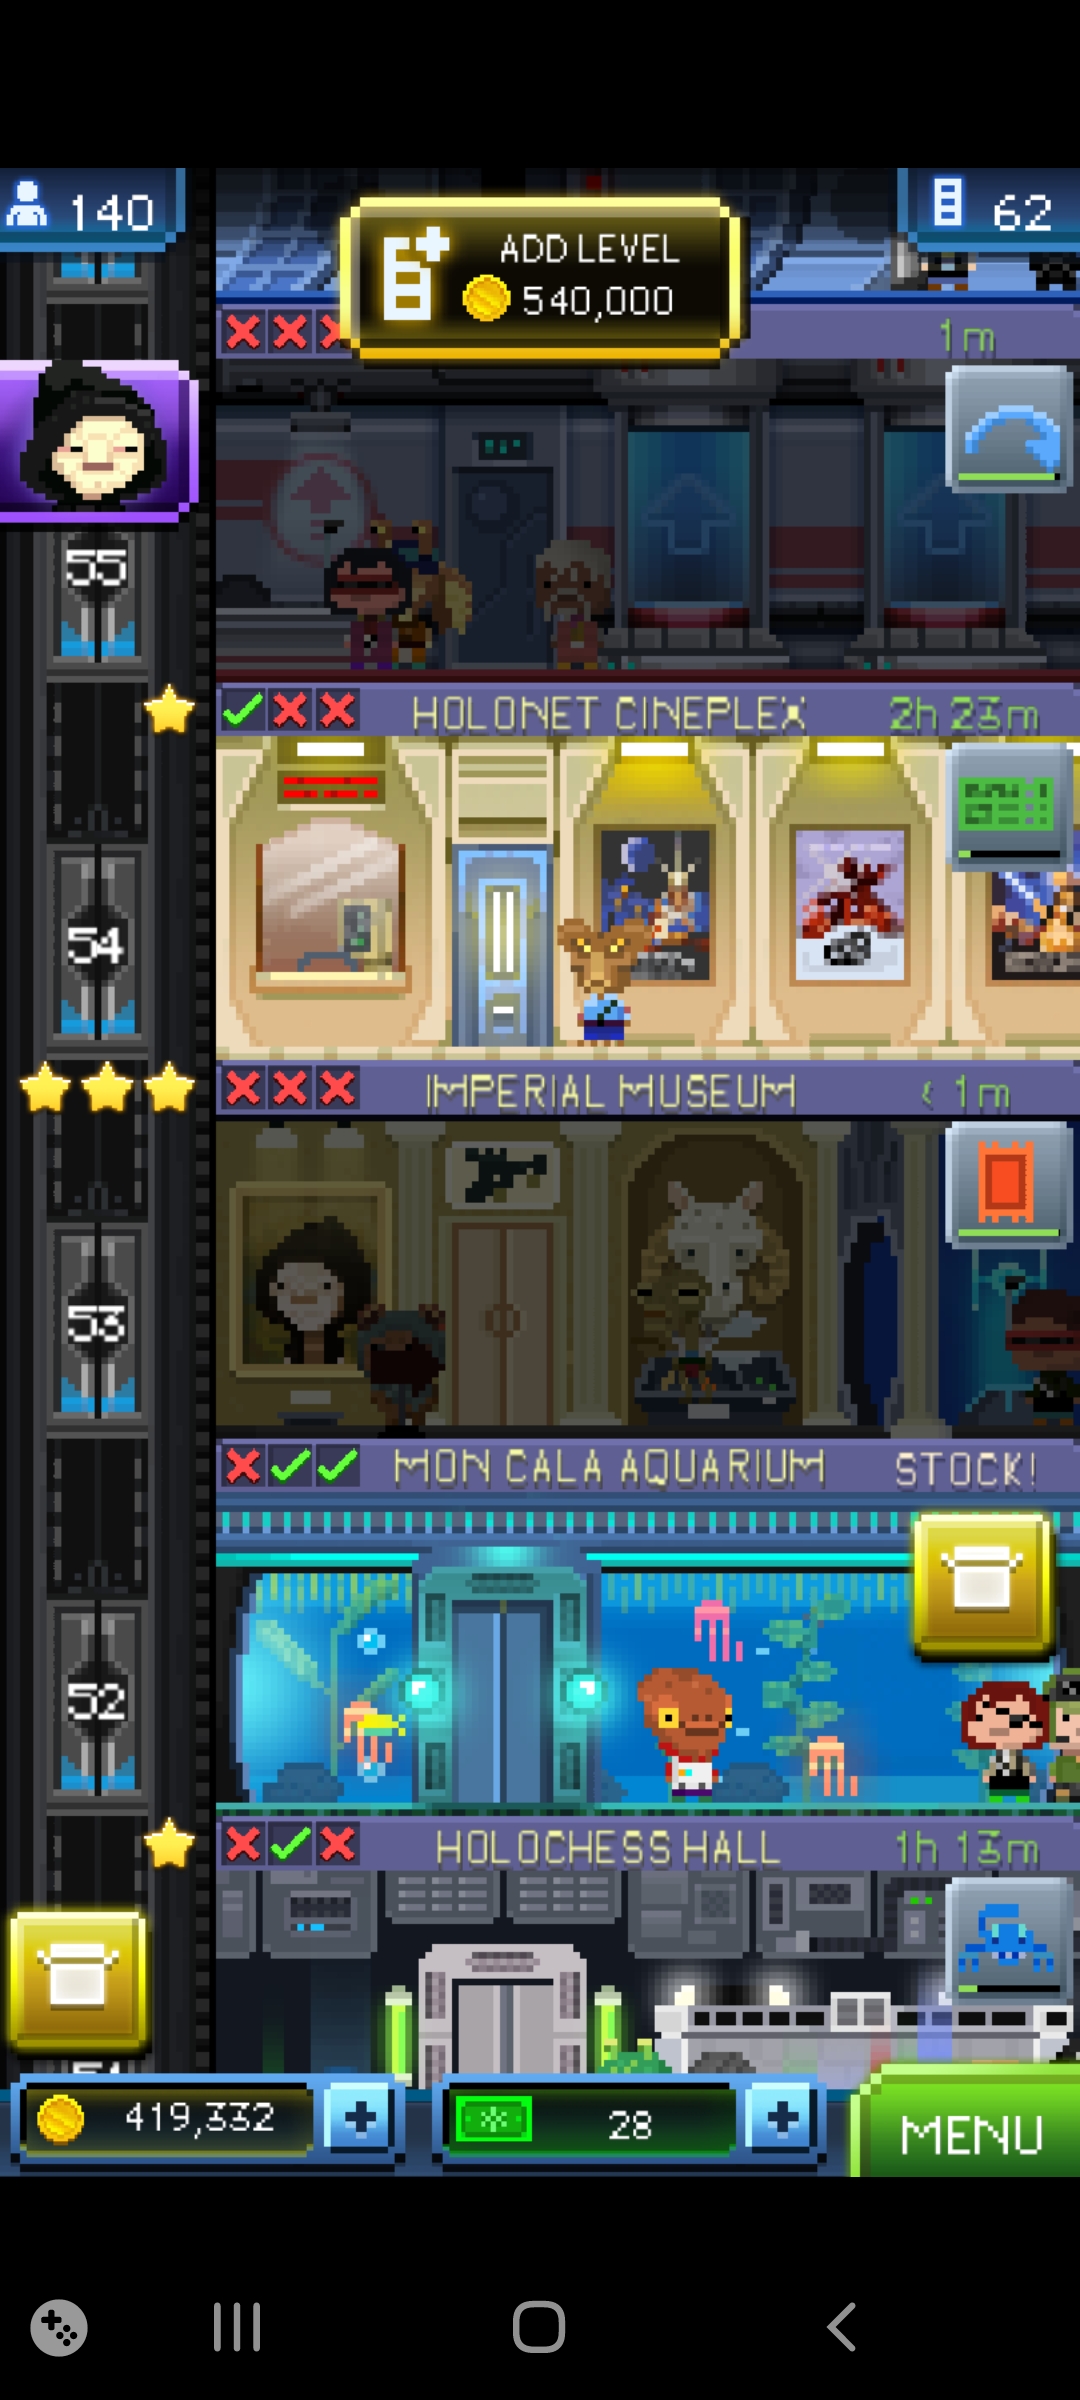 140
62
ADD LEVEL
540,000
1m
55
HOLONET CINEPLEX 2h 23m
54
IMPERIAL MUSEUM < 1m
53
MON CALA AQUARIUM STOCK!
52
HOLOCHESS HALL 1h 13m
419,332
28
MENU